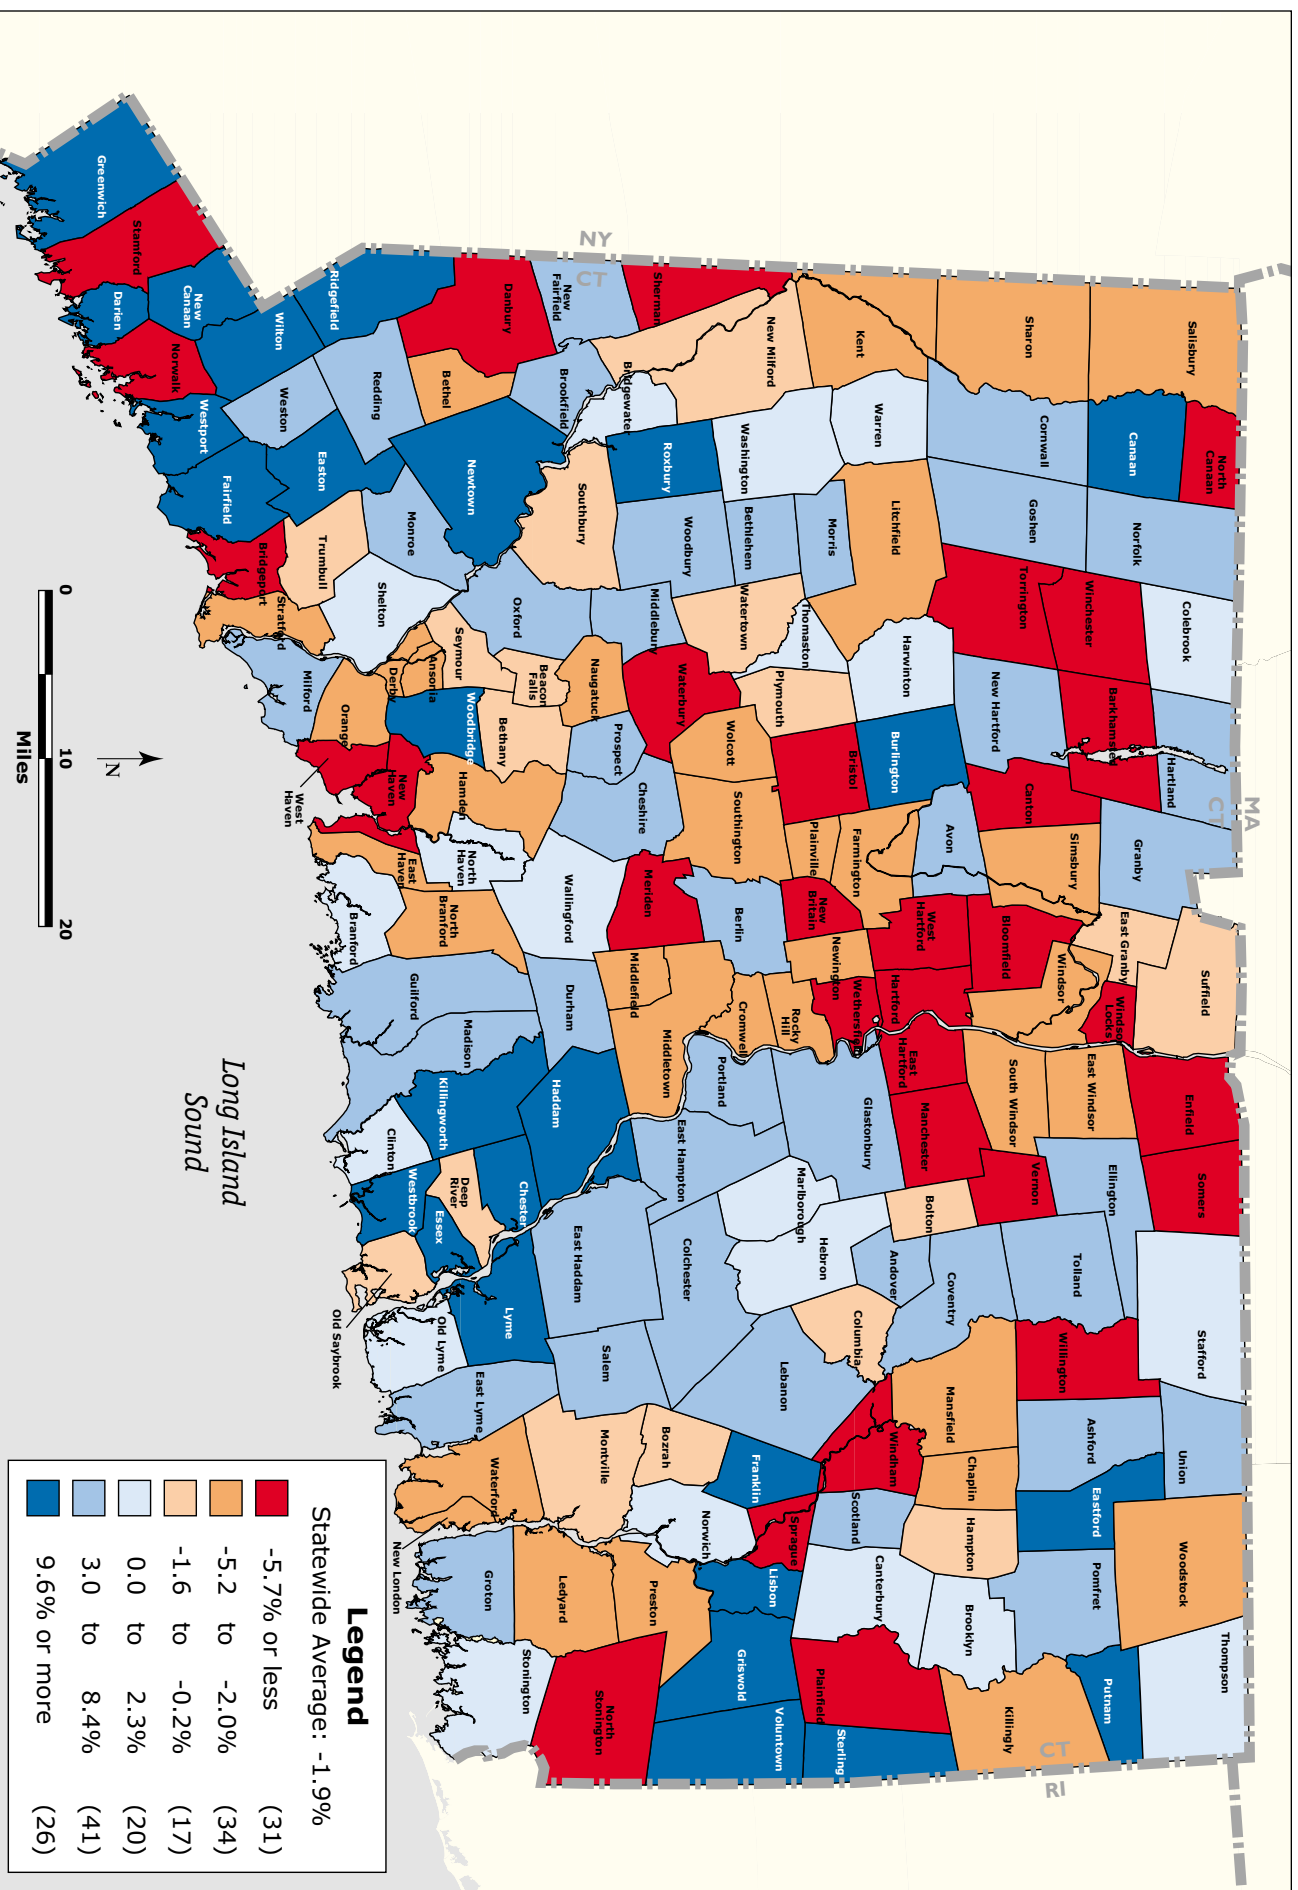 MA
CT
NY
CT
CT
RI
Salisbury
North
Canaan
Canaan
Norfolk
Colebrook
Hartland
Granby
Suffield
East Granby
Windsor
Locks
Enfield
Somers
Stafford
Union
Woodstock
Thompson
Sharon
Cornwall
Goshen
Winchester
Barkhamsted
Simsbury
Windsor
East Windsor
Ellington
Tolland
Willington
Ashford
Eastford
Pomfret
Putnam
Torrington
New Hartford
Canton
Bloomfield
South Windsor
Vernon
Mansfield
Chaplin
Hampton
Brooklyn
Killingly
Kent
Warren
Litchfield
Harwinton
Burlington
Avon
West
Hartford
Hartford
East
Hartford
Manchester
Bolton
Coventry
Andover
Columbia
Windham
Scotland
Canterbury
Plainfield
Sterling
Farmington
Plainville
Bristol
New
Britain
Newington
Wethersfield
Rocky
Hill
Glastonbury
Hebron
Marlborough
Lebanon
Franklin
Sprague
Lisbon
Griswold
Voluntown
Sherman
New Milford
Washington
Morris
Bethlehem
Thomaston
Plymouth
Watertown
Wolcott
Southington
Berlin
Cromwell
Portland
East Hampton
Colchester
Bozrah
Norwich
Preston
North
Stonington
New
Fairfield
Bridgewater
Roxbury
Woodbury
Middlebury
Waterbury
Cheshire
Meriden
Middlefield
Middletown
Haddam
East Haddam
Salem
Montville
Ledyard
Brookfield
Southbury
Oxford
Naugatuck
Prospect
Beacon
Falls
Bethany
Wallingford
Durham
Danbury
Bethel
Newtown
Monroe
Shelton
Seymour
Ansonia
Derby
Woodbridge
Hamden
North
Haven
North
Branford
Guilford
Madison
Killingworth
Chester
Deep
River
Essex
Lyme
East Lyme
Waterford
Groton
Stonington
Ridgefield
Redding
Easton
Trumbull
Stratford
Milford
Orange
New
Haven
West
Haven
East
Haven
Branford
Clinton
Westbrook
Old Saybrook
Old Lyme
New London
Wilton
Weston
Fairfield
Bridgeport
Westport
Norwalk
New
Canaan
Darien
Stamford
Greenwich
Long Island
Sound
N
0 10 20
Miles
Legend
Statewide Average: -1.9%
-5.7% or less (31)
-5.2 to -2.0% (34)
-1.6 to -0.2% (17)
0.0 to 2.3% (20)
3.0 to 8.4% (41)
9.6% or more (26)